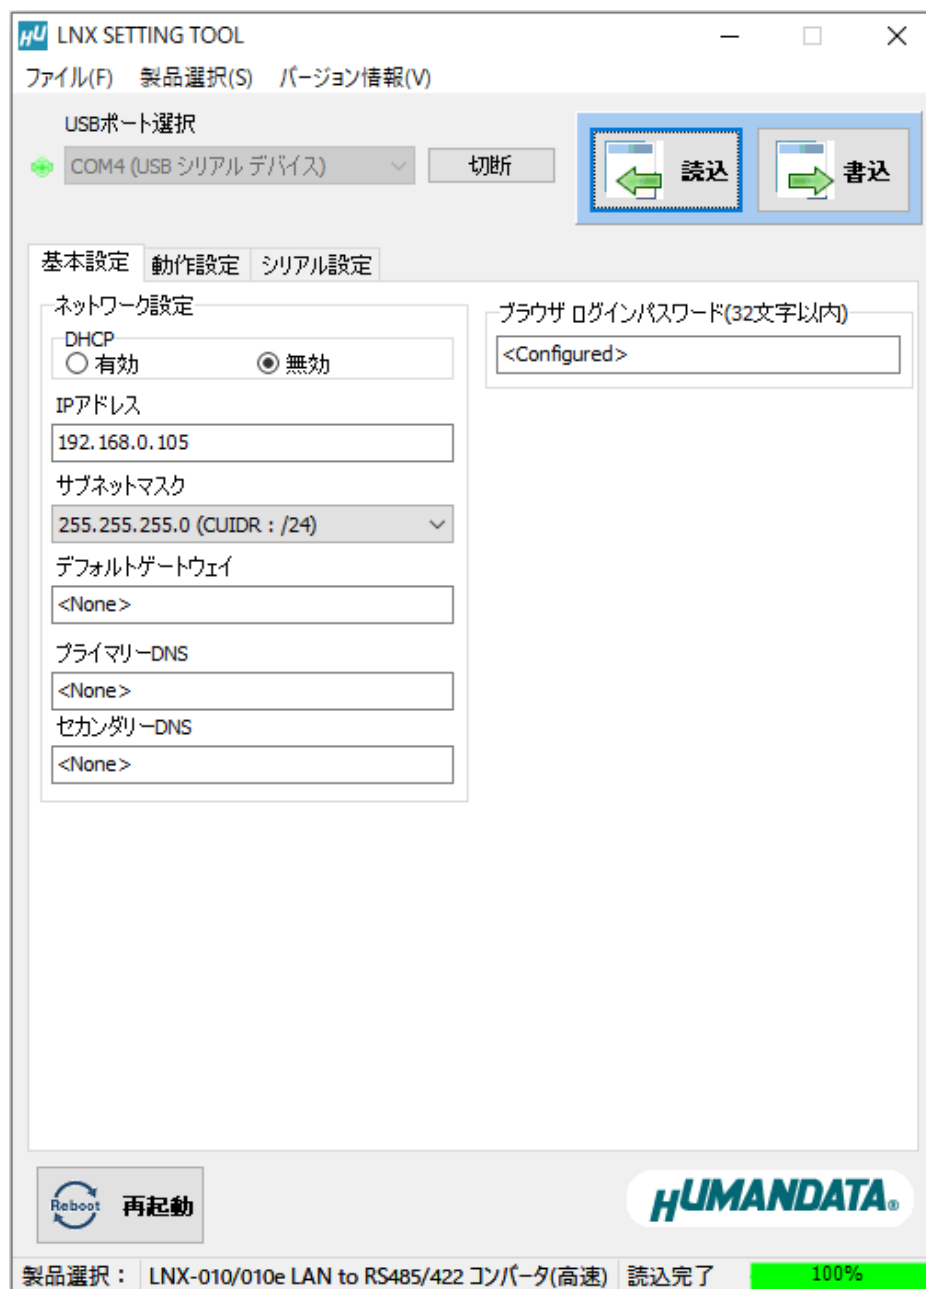 HU LNX SETTING TOOL
ファイル(F) 製品選択(S) バージョン情報(V)
USBポート選択
COM4 (USB シリアル デバイス)
切断
読込
書込
基本設定 動作設定 シリアル設定
ネットワーク設定
DHCP
有効 無効
IPアドレス
192.168.0.105
サブネットマスク
255.255.255.0 (CUIDR : /24)
デフォルトゲートウェイ
<None>
プライマリーDNS
<None>
セカンダリーDNS
<None>
ブラウザ ログインパスワード(32文字以内)
<Configured>
Reboot 再起動
HUMANDATA®
製品選択： LNX-010/010e LAN to RS485/422 コンバータ(高速) 読込完了 100%